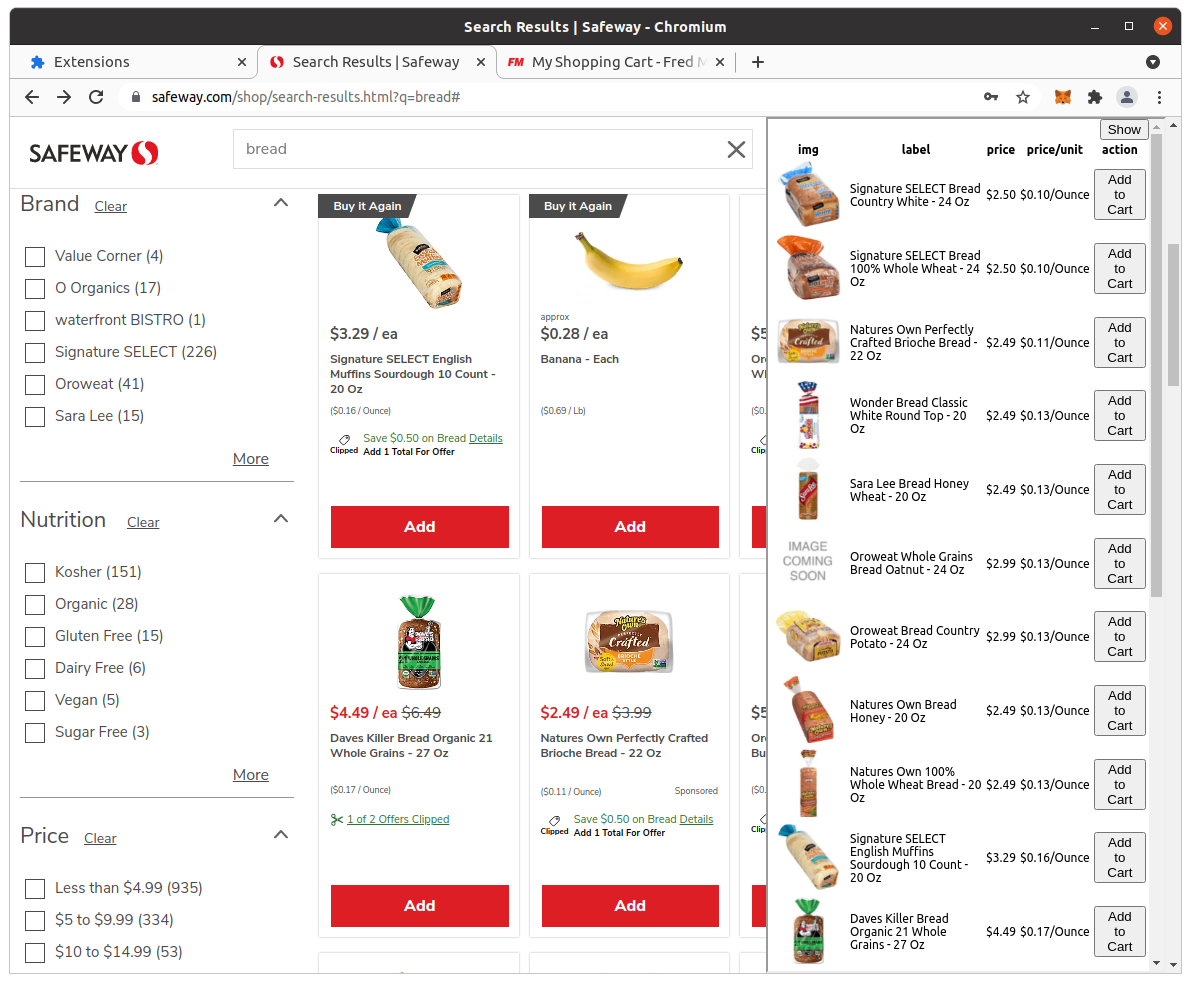 Search Results | Safeway - Chromium
Extensions
Search Results | Safeway
FM My Shopping Cart - Fred M
safeway.com/shop/search-results.html?q=bread#
SAFEWAY
bread
Brand Clear
Value Corner (4)
O Organics (17)
waterfront BISTRO (1)
Signature SELECT (226)
Oroweat (41)
Sara Lee (15)
More
Nutrition Clear
Kosher (151)
Organic (28)
Gluten Free (15)
Dairy Free (6)
Vegan (5)
Sugar Free (3)
More
Price Clear
Less than $4.99 (935)
$5 to $9.99 (334)
$10 to $14.99 (53)
Buy it Again
$3.29 / ea
Signature SELECT English
Muffins Sourdough 10 Count -
20 Oz
($0.16 / Ounce)
Clipped
Save $0.50 on Bread Details
Add 1 Total For Offer
Add
Buy it Again
approx
$0.28 / ea
Banana - Each
($0.69 / Lb)
Add
$5
Oro
Wh
($0.
Clip
$4.49 / ea $6.49
Daves Killer Bread Organic 21
Whole Grains - 27 Oz
($0.17 / Ounce)
1 of 2 Offers Clipped
Add
Nature's
Own
PERFECTLY
Crafted
BRIOCHE
STYLE
$2.49 / ea $3.99
Natures Own Perfectly Crafted
Brioche Bread - 22 Oz
($0.11 / Ounce) Sponsored
Clipped
Save $0.50 on Bread Details
Add 1 Total For Offer
Add
$5
Oro
Bu
($0.
Clip
Show
img label price price/unit action
Signature SELECT Bread
Country White - 24 Oz
$2.50 $0.10/Ounce
Add
to
Cart
Signature SELECT Bread
100% Whole Wheat - 24
Oz
$2.50 $0.10/Ounce
Add
to
Cart
Natures Own Perfectly
Crafted Brioche Bread -
22 Oz
$2.49 $0.11/Ounce
Add
to
Cart
Wonder Bread Classic
White Round Top - 20
Oz
$2.49 $0.13/Ounce
Add
to
Cart
Sara Lee Bread Honey
Wheat - 20 Oz
$2.49 $0.13/Ounce
Add
to
Cart
IMAGE
COMING
SOON
Oroweat Whole Grains
Bread Oatnut - 24 Oz
$2.99 $0.13/Ounce
Add
to
Cart
Oroweat Bread Country
Potato - 24 Oz
$2.99 $0.13/Ounce
Add
to
Cart
Natures Own Bread
Honey - 20 Oz
$2.49 $0.13/Ounce
Add
to
Cart
Natures Own 100%
Whole Wheat Bread - 20
Oz
$2.49 $0.13/Ounce
Add
to
Cart
Signature SELECT
English Muffins
Sourdough 10 Count -
20 Oz
$3.29 $0.16/Ounce
Add
to
Cart
Daves Killer Bread
Organic 21 Whole
Grains - 27 Oz
$4.49 $0.17/Ounce
Add
to
Cart